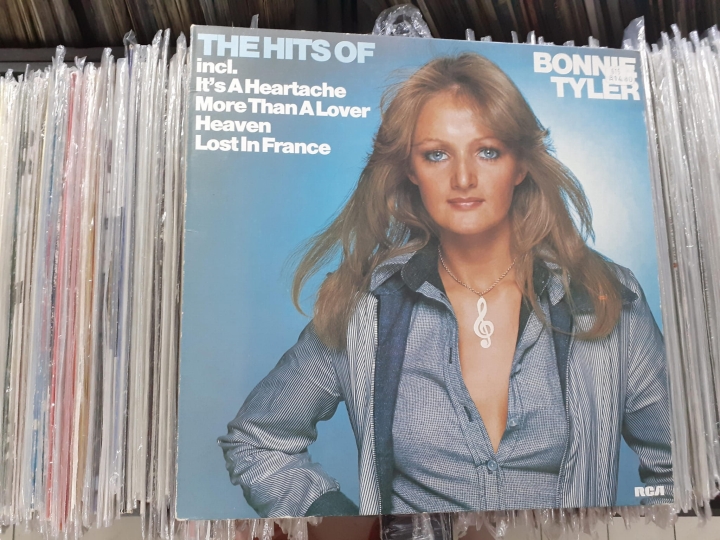 THE HITS OF
incl.
It's A Heartache
More Than A Lover
Heaven
Lost In France
BONNIE
TYLER
RCA